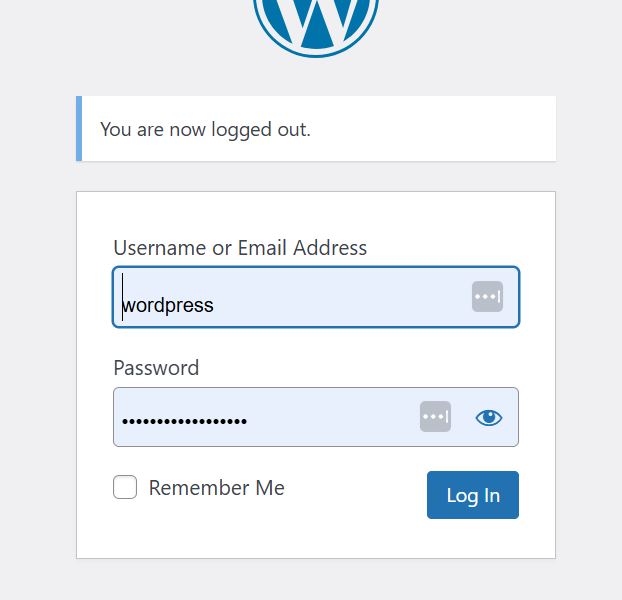 You are now logged out.
Username or Email Address
wordpress
Password
••••••••••••••••••
Remember Me
Log In